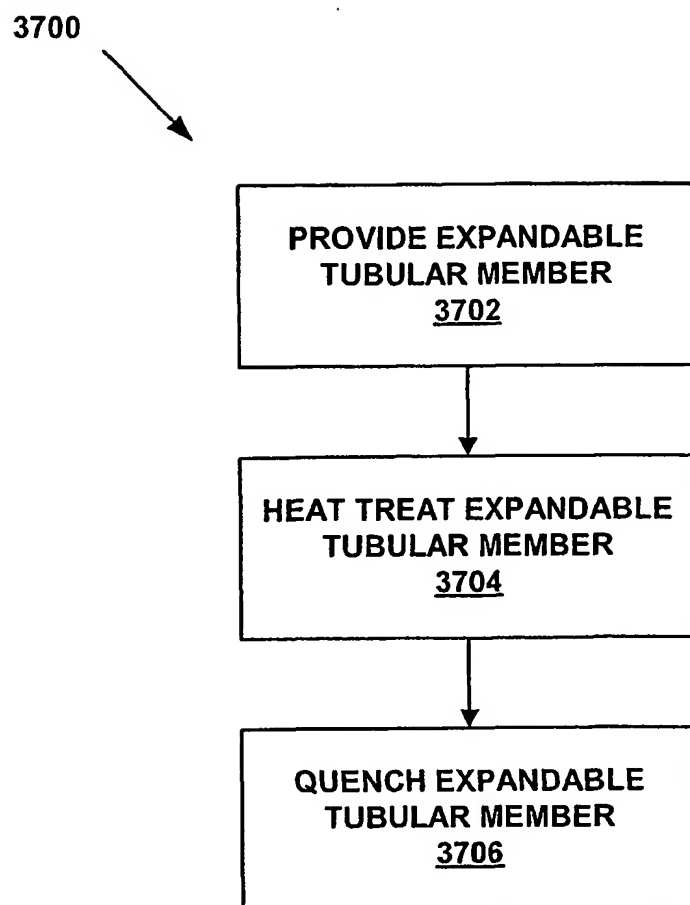 3700
PROVIDE EXPANDABLE
TUBULAR MEMBER
3702
HEAT TREAT EXPANDABLE
TUBULAR MEMBER
3704
QUENCH EXPANDABLE
TUBULAR MEMBER
3706